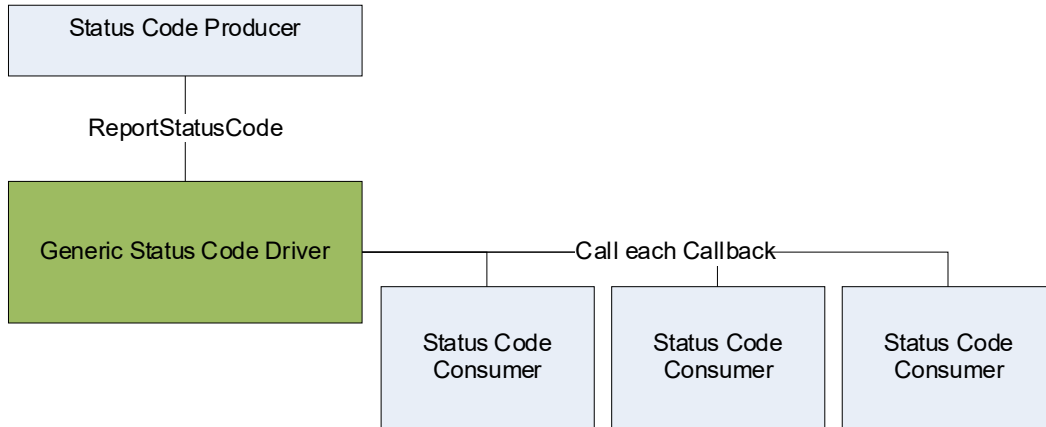 Status Code Producer
ReportStatusCode
Generic Status Code Driver
Call each Callback
Status Code
Consumer
Status Code
Consumer
Status Code
Consumer